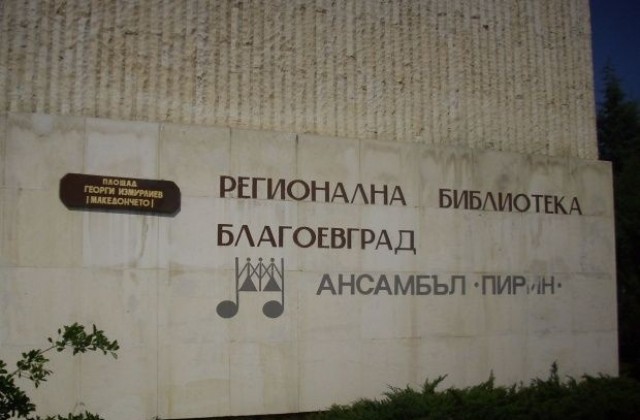 ПЛОЩАД
ГЕОРГИ ИЗМИРЛИЕВ
/МАКЕДОНЧЕТО/
РЕГИОНАЛНА БИБЛИОТЕКА
БЛАГОЕВГРАД
АНСАМБЪЛ ·ПИРИН·